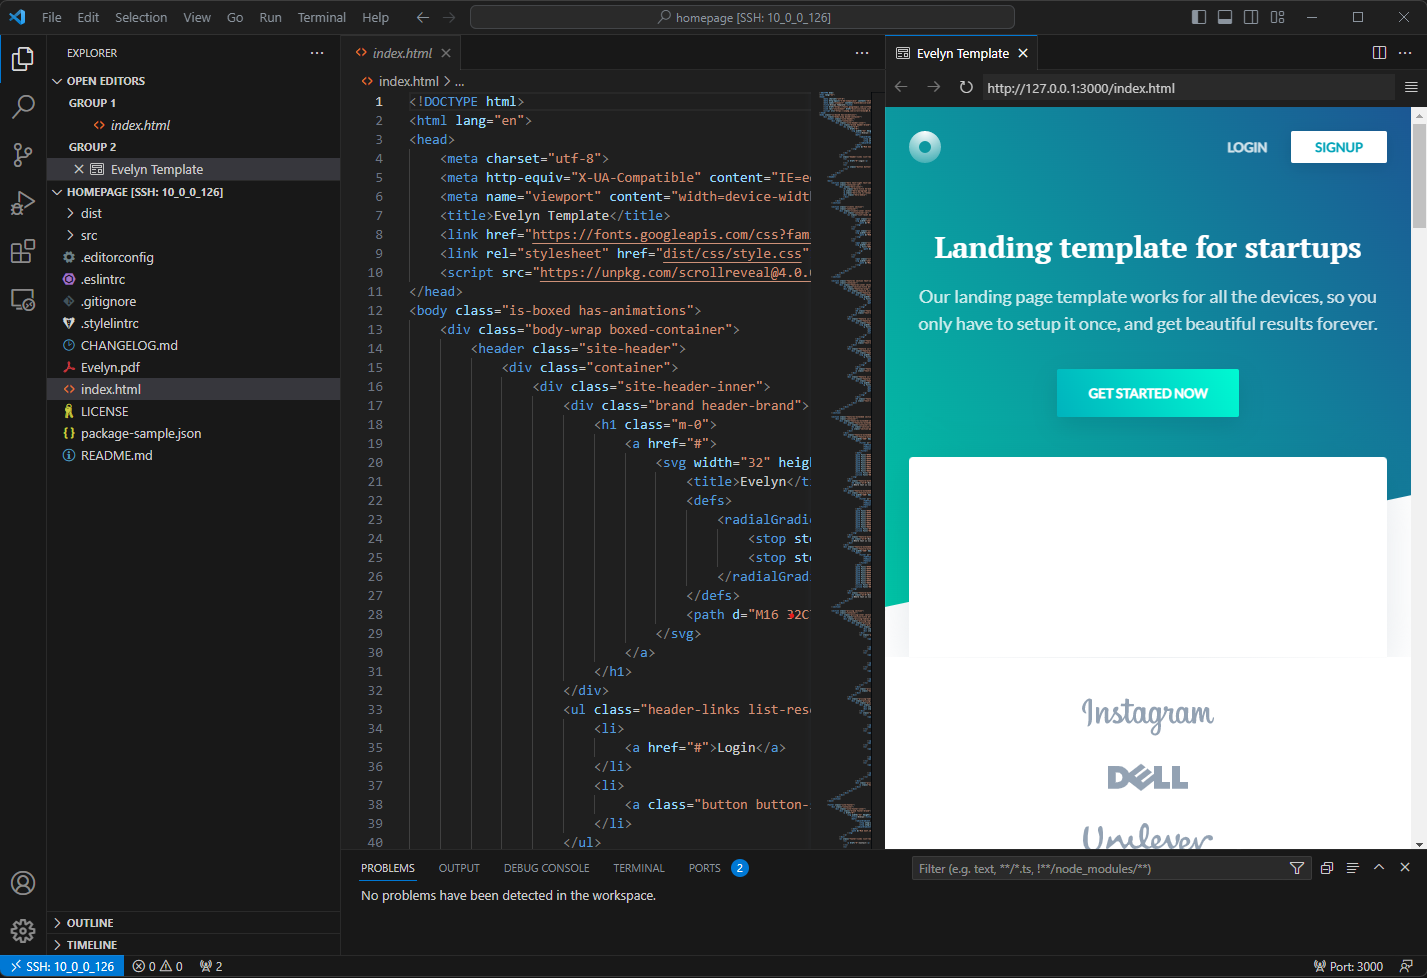 File Edit Selection View Go Run Terminal Help
homepage [SSH: 10_0_0_126]
EXPLORER
OPEN EDITORS
GROUP 1
index.html
GROUP 2
Evelyn Template
HOMEPAGE [SSH: 10_0_0_126]
dist
src
.editorconfig
.eslintrc
.gitignore
.stylelintrc
CHANGELOG.md
Evelyn.pdf
index.html
LICENSE
package-sample.json
README.md
OUTLINE
TIMELINE
index.html
index.html > ...
1 <!DOCTYPE html>
2 <html lang="en">
3 <head>
4 <meta charset="utf-8">
5 <meta http-equiv="X-UA-Compatible" content="IE=e
6 <meta name="viewport" content="width=device-widt
7 <title>Evelyn Template</title>
8 <link href="https://fonts.googleapis.com/css?fam
9 <link rel="stylesheet" href="dist/css/style.css"
10 <script src="https://unpkg.com/scrollreveal@4.0.
11 </head>
12 <body class="is-boxed has-animations">
13 <div class="body-wrap boxed-container">
14 <header class="site-header">
15 <div class="container">
16 <div class="site-header-inner">
17 <div class="brand header-brand">
18 <h1 class="m-0">
19 <a href="#">
20 <svg width="32" heig
21 <title>Evelyn</t
22 <defs>
23 <radialGradi
24 <stop st
25 <stop st
26 </radialGrad
27 </defs>
28 <path d="M16 32C
29 </svg>
30 </a>
31 </h1>
32 </div>
33 <ul class="header-links list-res
34 <li>
35 <a href="#">Login</a>
36 </li>
37 <li>
38 <a class="button button-
39 </li>
40 </ul>
Evelyn Template
http://127.0.0.1:3000/index.html
LOGIN SIGNUP
Landing template for startups
Our landing page template works for all the devices, so you
only have to setup it once, and get beautiful results forever.
GET STARTED NOW
Instagram
DELL
Unilever
PROBLEMS OUTPUT DEBUG CONSOLE TERMINAL PORTS 2
Filter (e.g. text, **/*.ts, !**/node_modules/**)
No problems have been detected in the workspace.
SSH: 10_0_0_126 0 0 2
Port: 3000